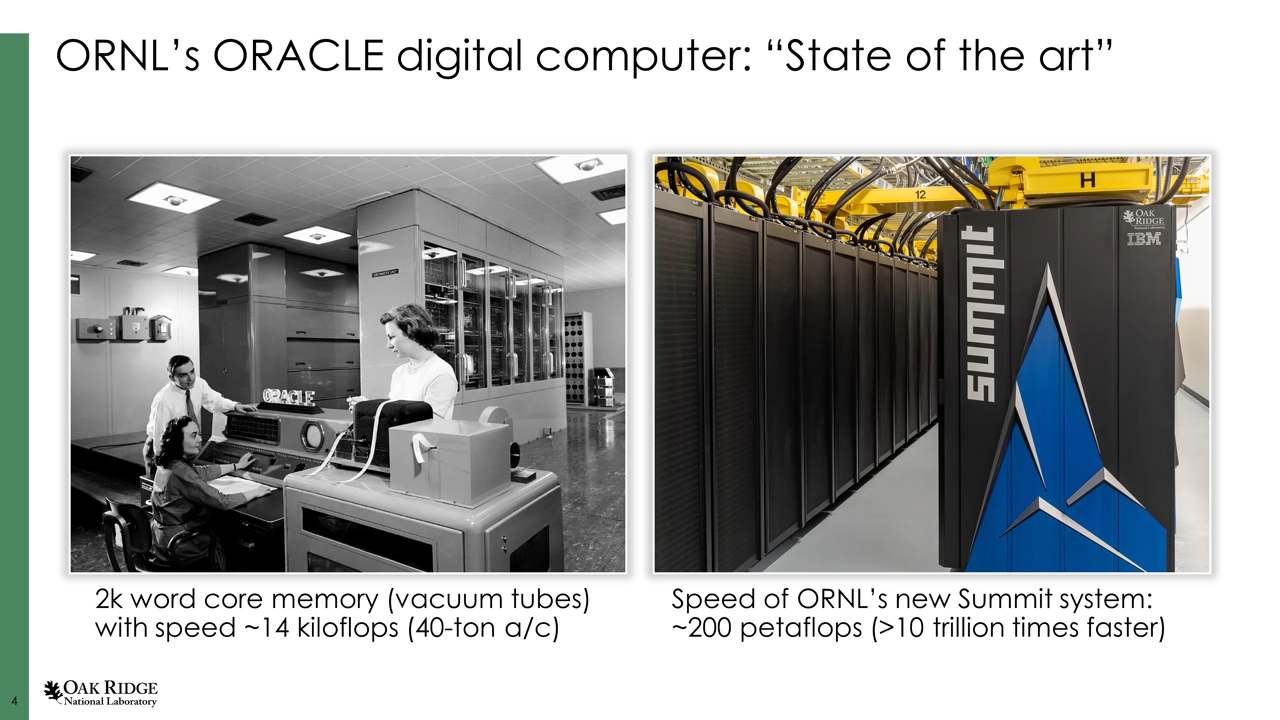 ORNL’s ORACLE digital computer: “State of the art”
ORACLE
12
H
summit
OAK
RIDGE
National Laboratory
IBM
2k word core memory (vacuum tubes)
with speed ~14 kiloflops (40-ton a/c)
Speed of ORNL’s new Summit system:
~200 petaflops (>10 trillion times faster)
4
OAK RIDGE
National Laboratory